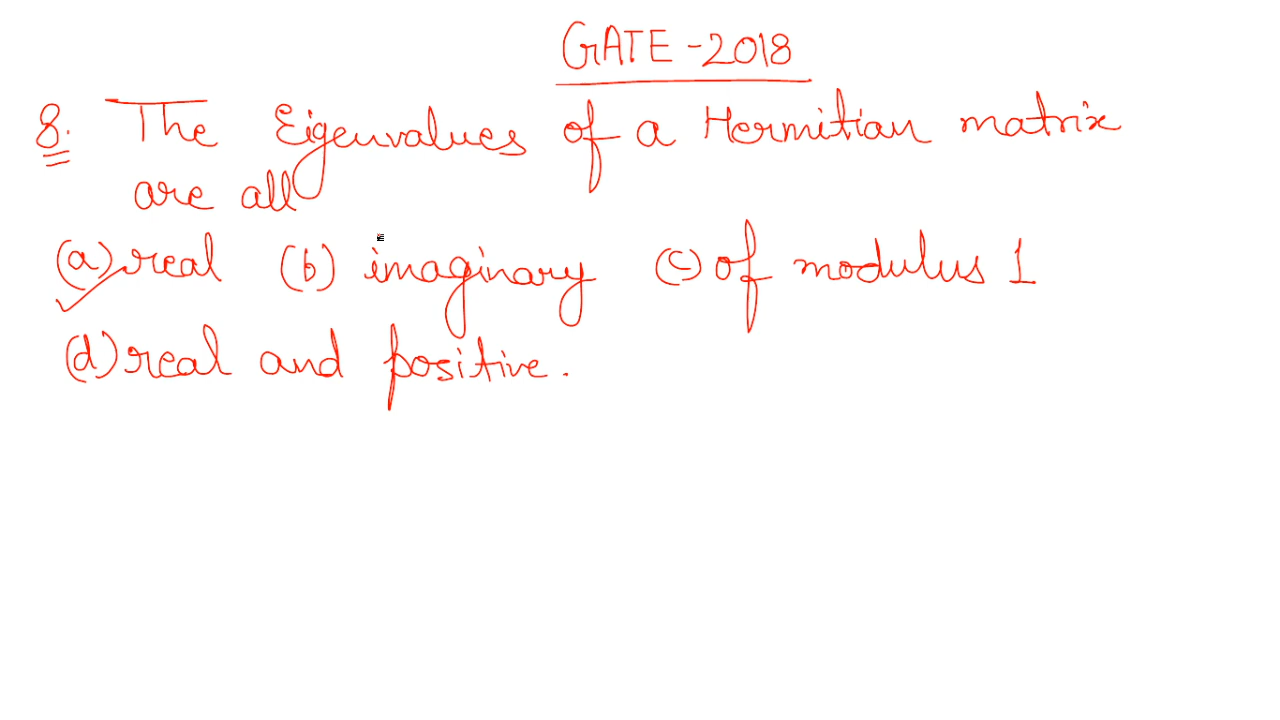 GATE-2018
8. The Eigenvalues of a Hermitian matrix
are all
(a) real (b) imaginary (c) of modulus 1
(d) real and positive.